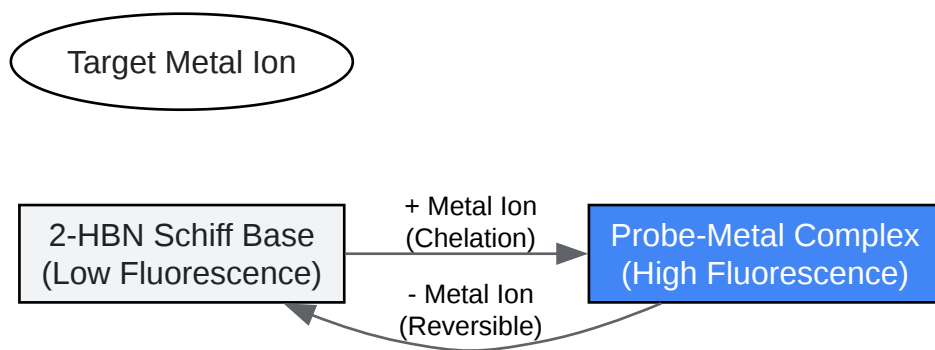 Target Metal Ion
2-HBN Schiff Base
(Low Fluorescence)
+ Metal Ion
(Chelation)
Probe-Metal Complex
(High Fluorescence)
- Metal Ion
(Reversible)